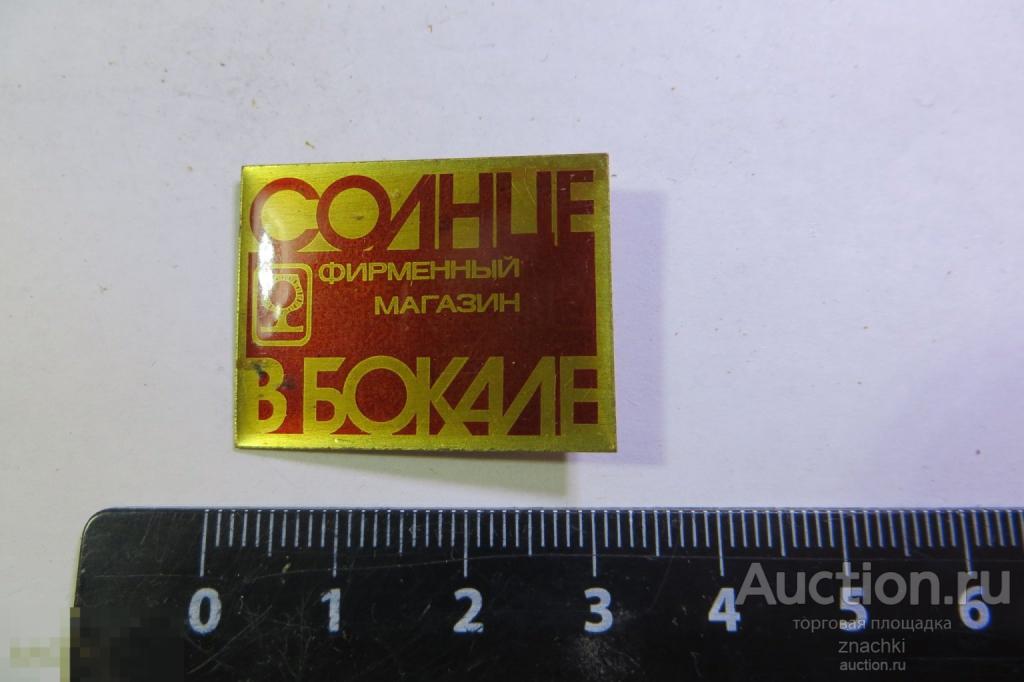 СОЛНЦЕ
ФИРМЕННЫЙ
МАГАЗИН
В БОКАЛЕ
0 1 2 3 4 5 6
Auction.ru
торговая площадка
znachki
auction.ru